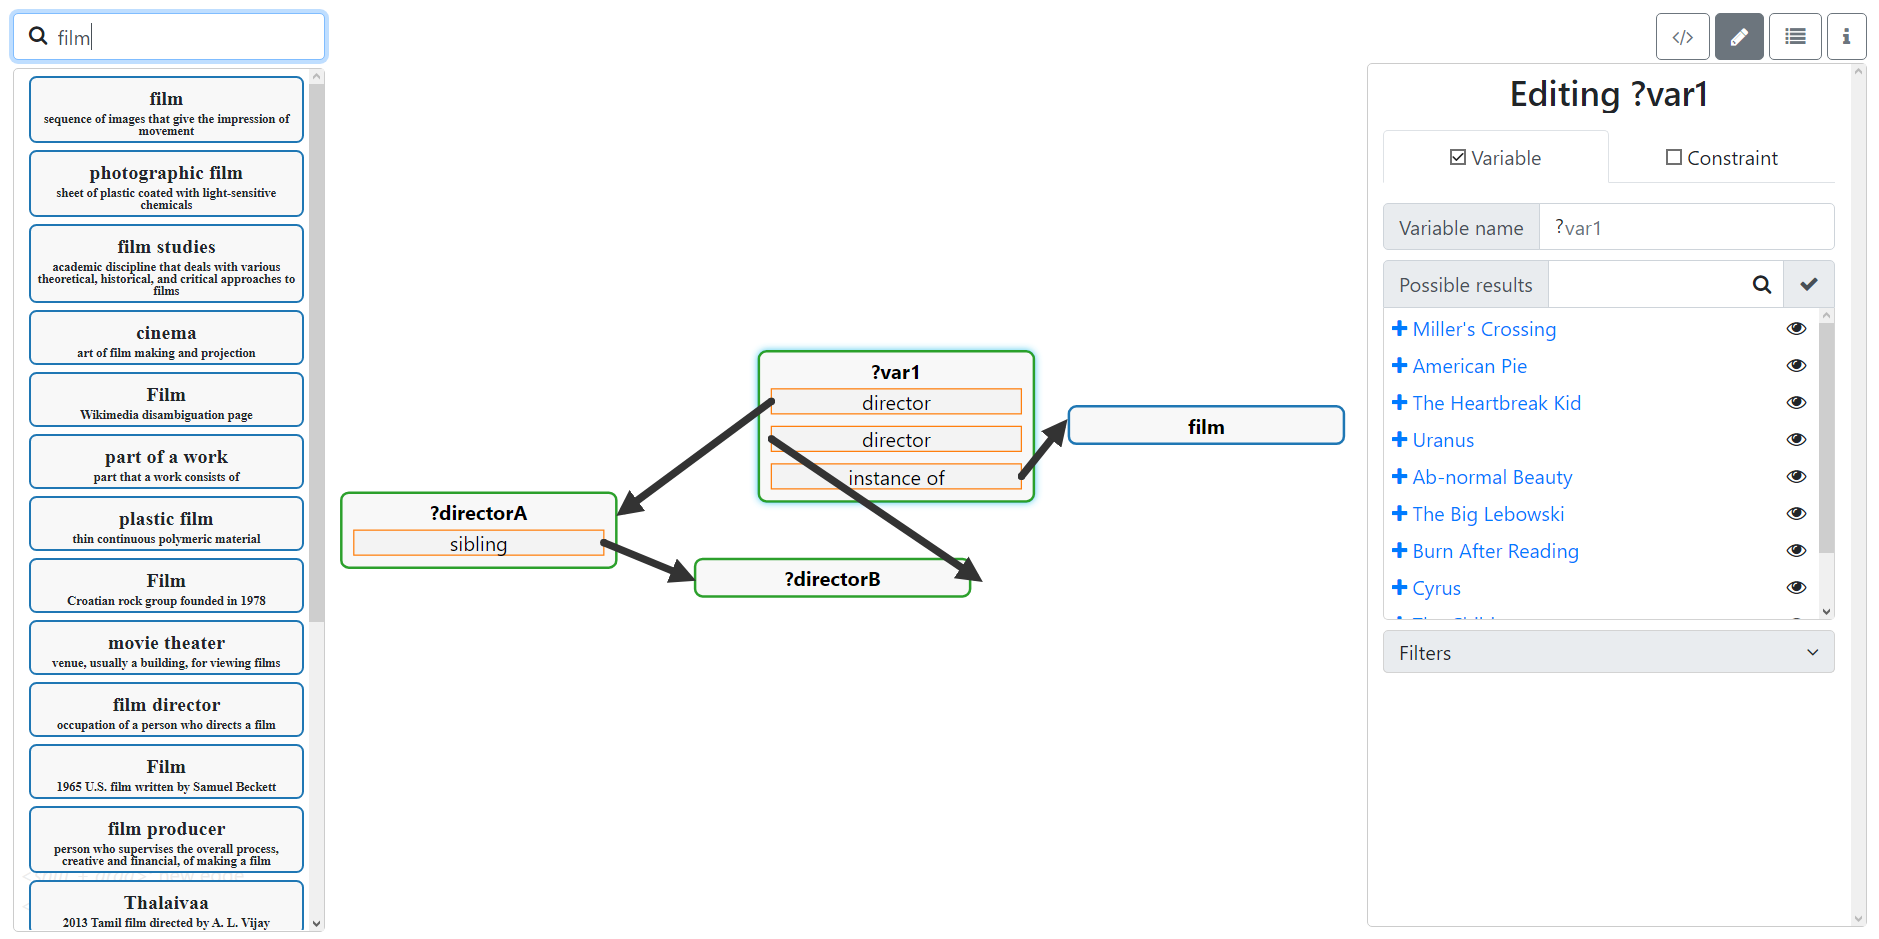 film
film
sequence of images that give the impression of
movement
photographic film
sheet of plastic coated with light-sensitive
chemicals
film studies
academic discipline that deals with various
theoretical, historical, and critical approaches to
films
cinema
art of film making and projection
Film
Wikimedia disambiguation page
part of a work
part that a work consists of
plastic film
thin continuous polymeric material
Film
Croatian rock group founded in 1978
movie theater
venue, usually a building, for viewing films
film director
occupation of a person who directs a film
Film
1965 U.S. film written by Samuel Beckett
film producer
person who supervises the overall process,
creative and financial, of making a film
Thalaivaa
2013 Tamil film directed by A. L. Vijay
?var1
director
director
instance of
film
?directorA
sibling
?directorB
</>
i
Editing ?var1
Variable
Constraint
Variable name
?var1
Possible results
Miller's Crossing
American Pie
The Heartbreak Kid
Uranus
Ab-normal Beauty
The Big Lebowski
Burn After Reading
Cyrus
Filters